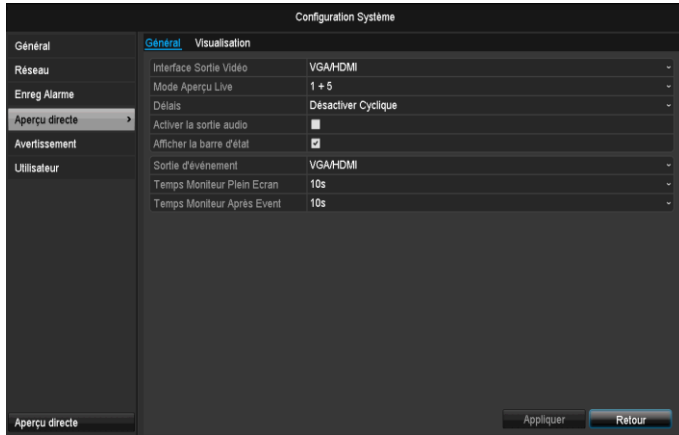 Configuration Système
Général
Réseau
Enreg Alarme
Aperçu directe
Avertissement
Utilisateur
Aperçu directe
Général Visualisation
Interface Sortie Vidéo VGA/HDMI
Mode Aperçu Live 1 + 5
Délais Désactiver Cyclique
Activer la sortie audio
Afficher la barre d'état
Sortie d'événement VGA/HDMI
Temps Moniteur Plein Ecran 10s
Temps Moniteur Après Event 10s
Appliquer Retour